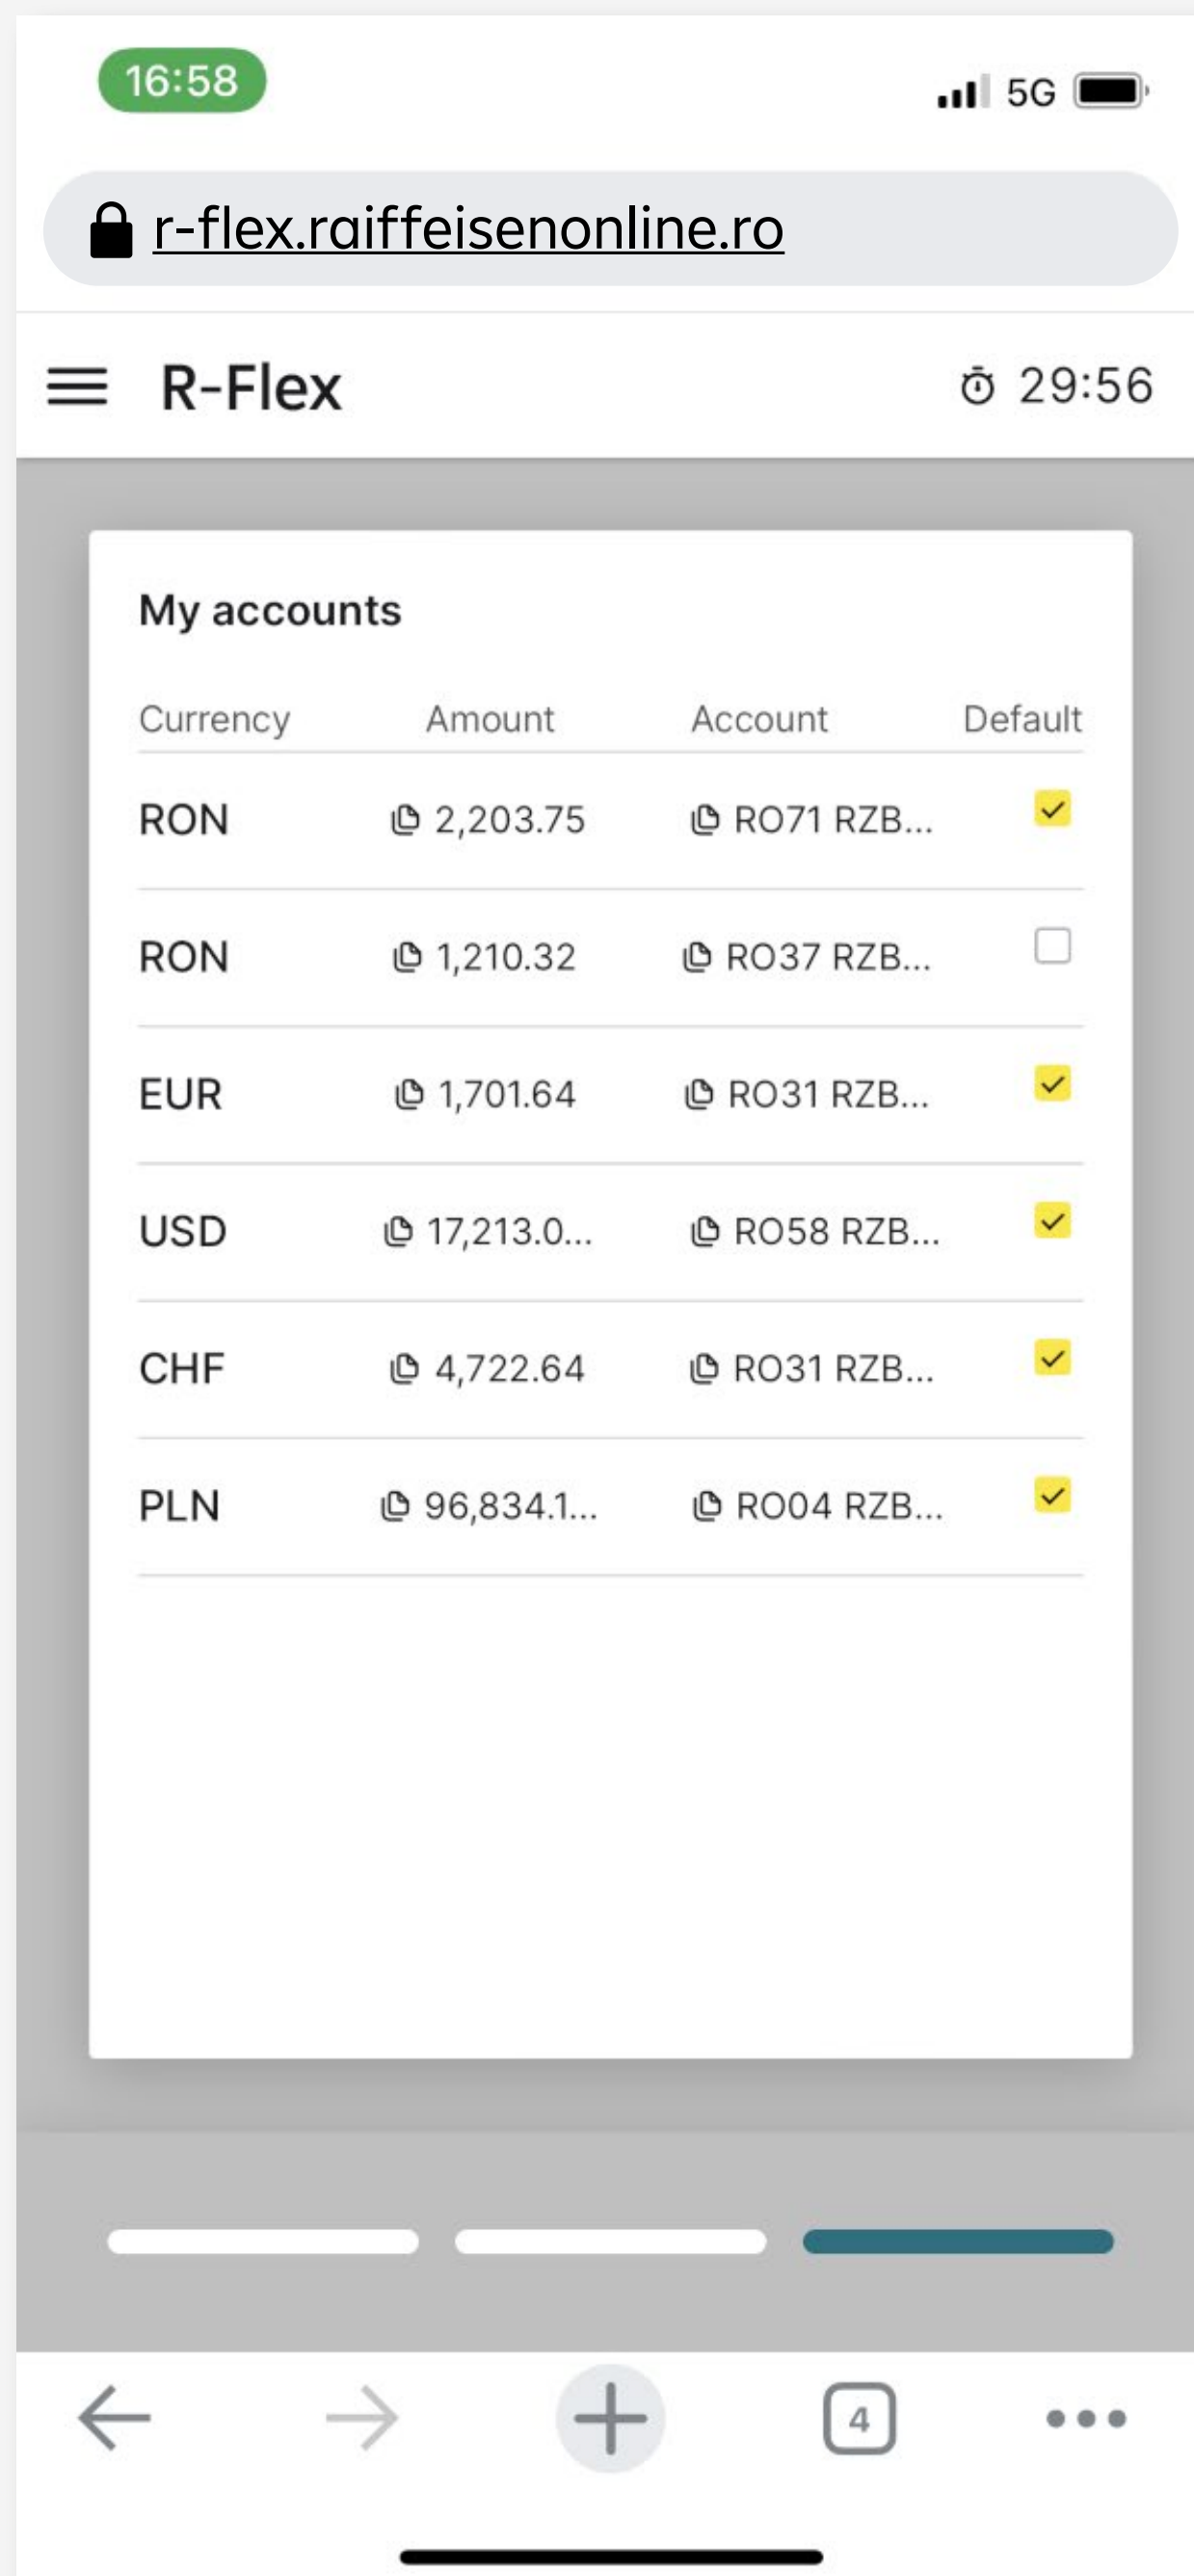 16:58 5G
r-flex.raiffeisenonline.ro
R-Flex 29:56
My accounts
Currency Amount Account Default
RON 2,203.75 RO71 RZB...
RON 1,210.32 RO37 RZB...
EUR 1,701.64 RO31 RZB...
USD 17,213.0... RO58 RZB...
CHF 4,722.64 RO31 RZB...
PLN 96,834.1... RO04 RZB...
4